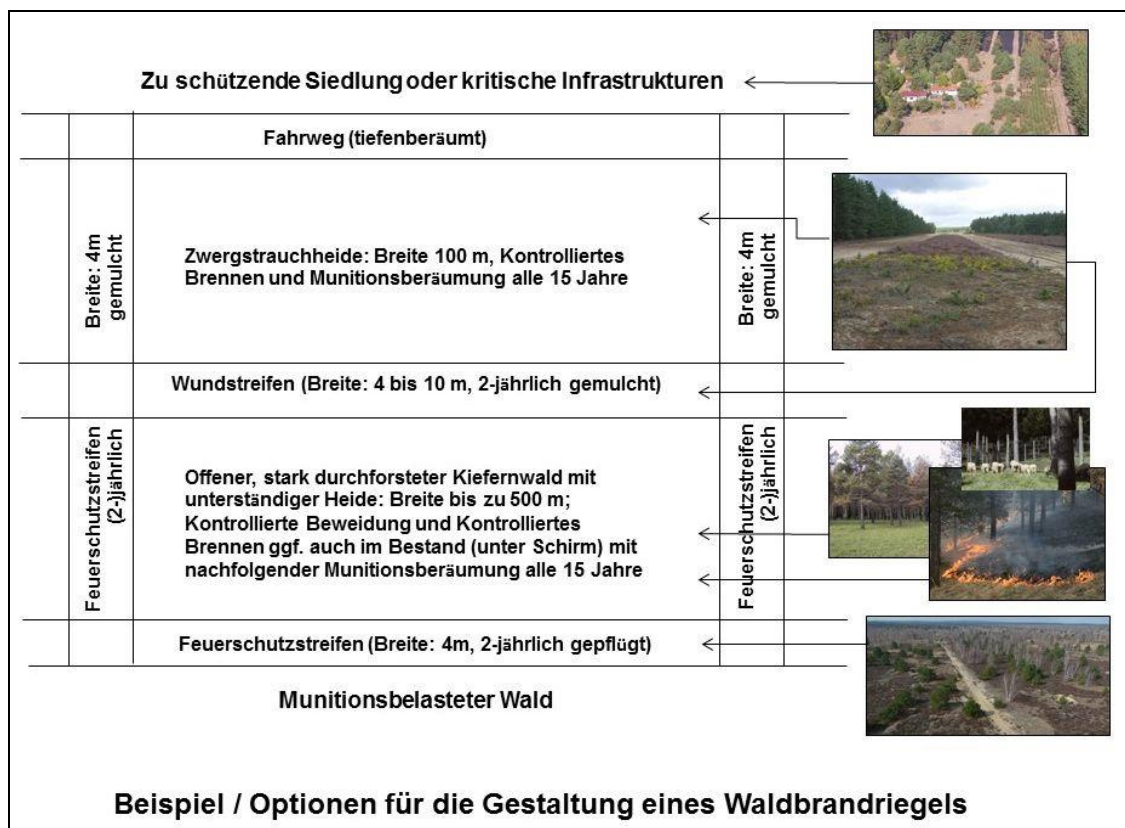 Zu schützende Siedlung oder kritische Infrastrukturen
Fahrweg (tiefenberäumt)
Breite: 4m
gemulcht
Zwergstrauchheide: Breite 100 m, Kontrolliertes
Brennen und Munitionsberäumung alle 15 Jahre
Breite: 4m
gemulcht
Wundstreifen (Breite: 4 bis 10 m, 2-jährlich gemulcht)
Feuerschutzstreifen
(2-)jährlich
Offener, stark durchforsteter Kiefernwald mit
unterständiger Heide: Breite bis zu 500 m;
Kontrollierte Beweidung und Kontrolliertes
Brennen ggf. auch im Bestand (unter Schirm) mit
nachfolgender Munitionsberäumung alle 15 Jahre
Feuerschutzstreifen
(2-)jährlich
Feuerschutzstreifen (Breite: 4m, 2-jährlich gepflügt)
Munitionsbelasteter Wald
Beispiel / Optionen für die Gestaltung eines Waldbrandriegels